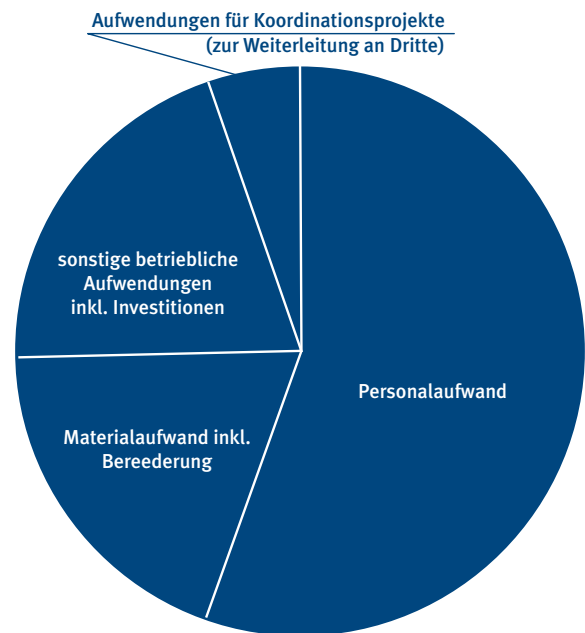 Aufwendungen für Koordinationsprojekte
(zur Weiterleitung an Dritte)
sonstige betriebliche
Aufwendungen
inkl. Investitionen
Personalaufwand
Materialaufwand inkl.
Bereederung